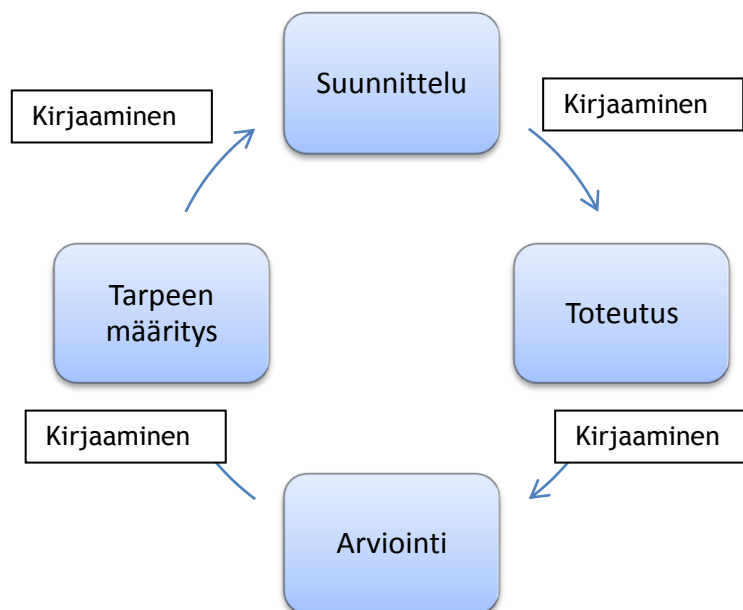 Suunnittelu
Kirjaaminen
Kirjaaminen
Tarpeen
määritys
Toteutus
Kirjaaminen
Kirjaaminen
Arviointi